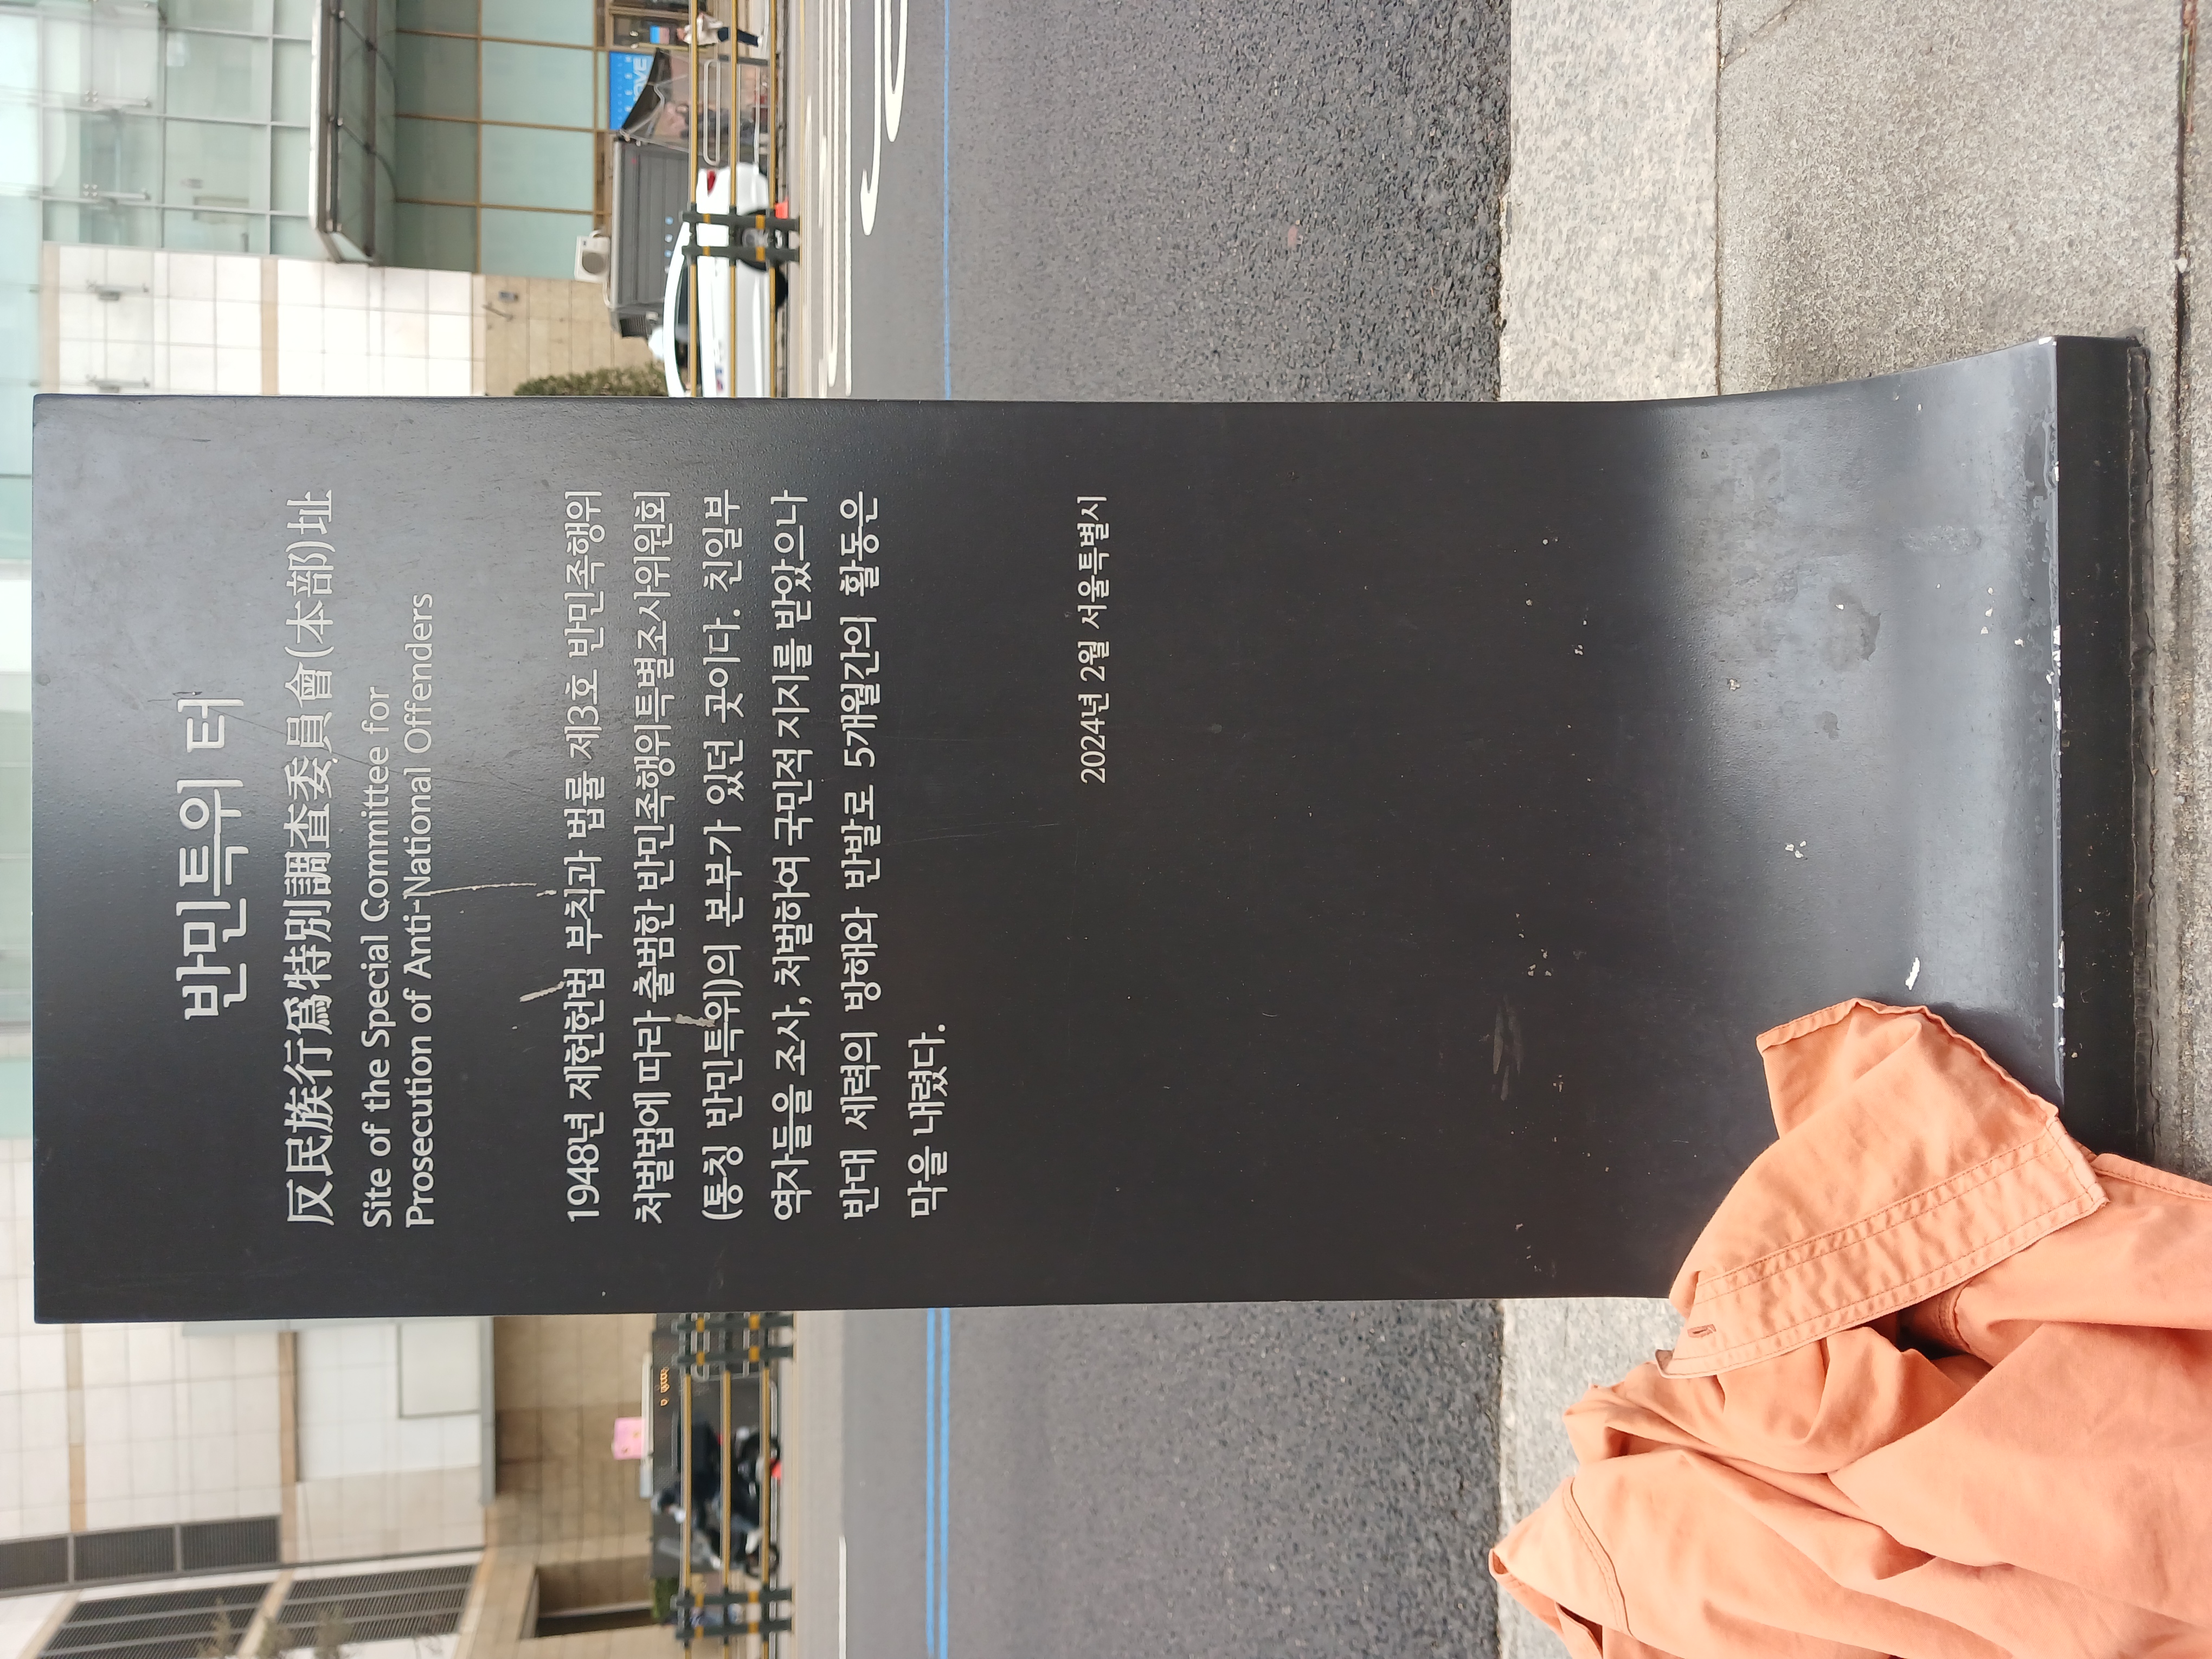 반민특위 터
反民族行爲特別調査委員會(本部)址
Site of the Special Committee for
Prosecution of Anti-National Offenders
1948년 제헌헌법 부칙과 법률 제3호 반민족행위
처벌법에 따라 출범한 반민족행위특별조사위원회
(통칭 반민특위)의 본부가 있던 곳이다. 친일부
역자들을 조사, 처벌하여 국민적 지지를 받았으나
반대 세력의 방해와 반발로 5개월간의 활동은
막을 내렸다.
2024년 2월 서울특별시